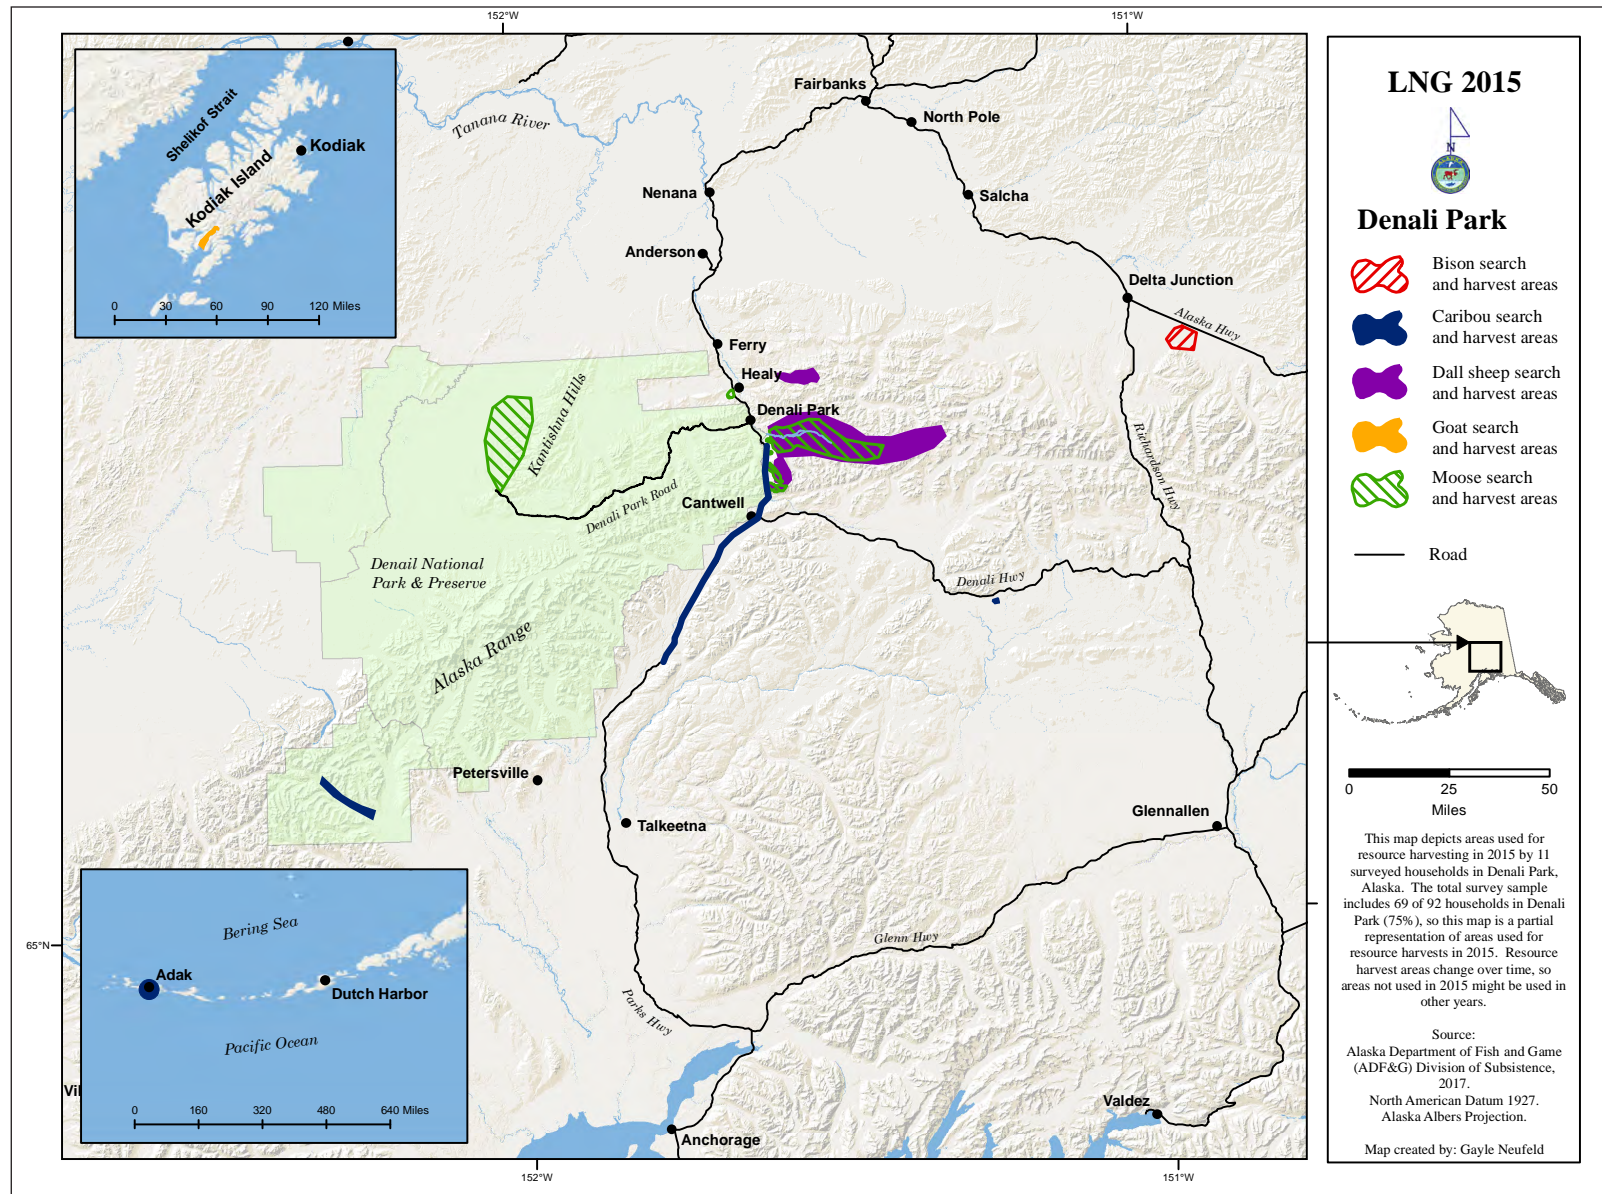 152°W
151°W
Shelikof Strait
Kodiak
Kodiak Island
0 30 60 90 120 Miles
Tanana River
Fairbanks
North Pole
Nenana
Salcha
Anderson
Delta Junction
Alaska Hwy
Ferry
Healy
Denali Park
Kantishna Hills
Richardson Hwy
Denali Park Road
Cantwell
Denail National
Park & Preserve
Denali Hwy
Alaska Range
Petersville
Talkeetna
Glennallen
Glenn Hwy
65°N
Parks Hwy
Bering Sea
Adak
Dutch Harbor
Pacific Ocean
0 160 320 480 640 Miles
Vil
Valdez
Anchorage
152°W
151°W
LNG 2015
N
ALASKA
Denali Park
Bison search
and harvest areas
Caribou search
and harvest areas
Dall sheep search
and harvest areas
Goat search
and harvest areas
Moose search
and harvest areas
Road
0 25 50
Miles
This map depicts areas used for
resource harvesting in 2015 by 11
surveyed households in Denali Park,
Alaska. The total survey sample
includes 69 of 92 households in Denali
Park (75%), so this map is a partial
representation of areas used for
resource harvests in 2015. Resource
harvest areas change over time, so
areas not used in 2015 might be used in
other years.
Source:
Alaska Department of Fish and Game
(ADF&G) Division of Subsistence,
2017.
North American Datum 1927.
Alaska Albers Projection.
Map created by: Gayle Neufeld